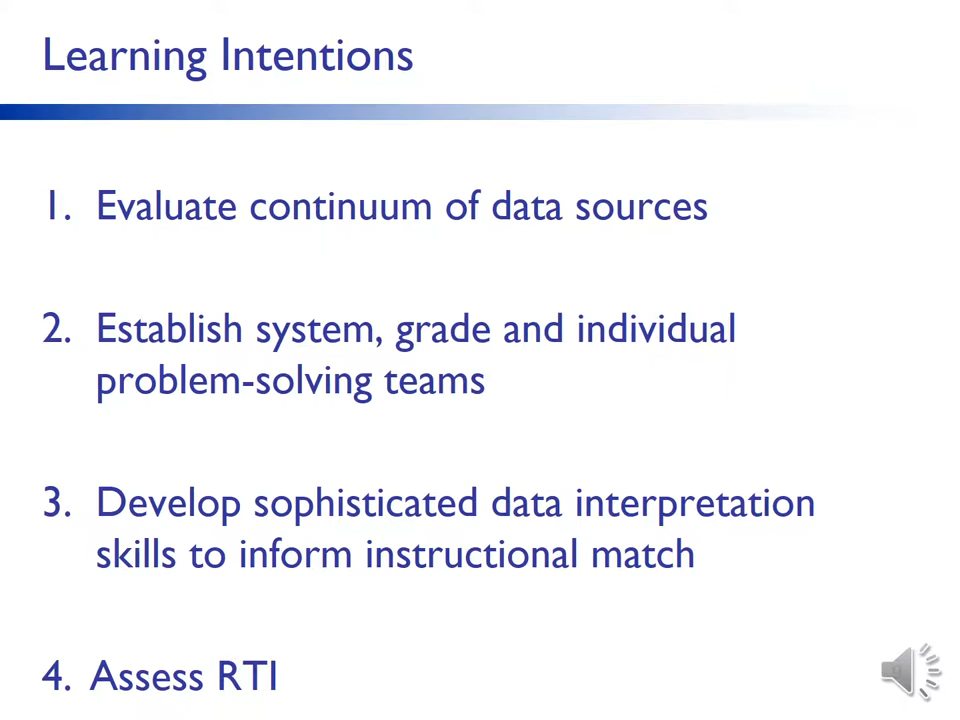 Learning Intentions
1. Evaluate continuum of data sources
2. Establish system, grade and individual
problem-solving teams
3. Develop sophisticated data interpretation
skills to inform instructional match
4. Assess RTI